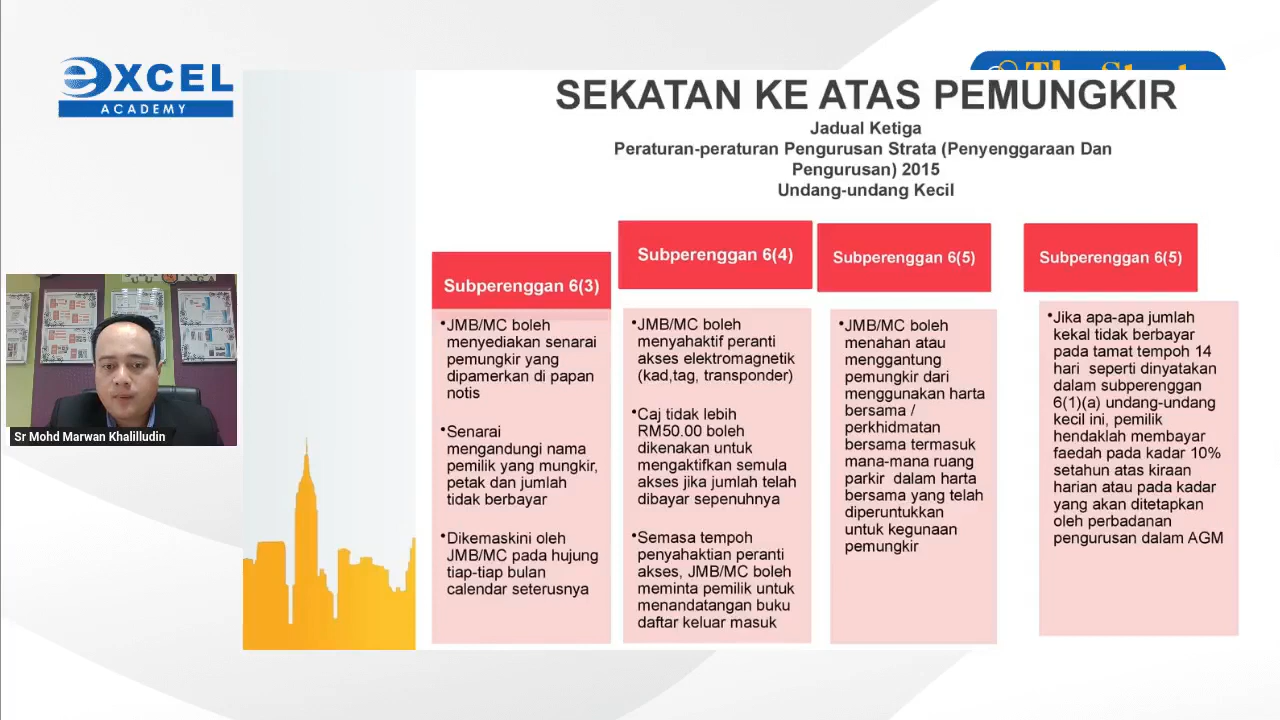 eXCEL
ACADEMY
The Strat
SEKATAN KE ATAS PEMUNGKIR
Jadual Ketiga
Peraturan-peraturan Pengurusan Strata (Penyenggaraan Dan
Pengurusan) 2015
Undang-undang Kecil
Subperenggan 6(3)
•JMB/MC boleh
menyediakan senarai
pemungkir yang
dipamerkan di papan
notis
•Senarai
mengandungi nama
pemilik yang mungkir,
petak dan jumlah
tidak berbayar
•Dikemaskini oleh
JMB/MC pada hujung
tiap-tiap bulan
calendar seterusnya
Subperenggan 6(4)
•JMB/MC boleh
menyahaktif peranti
akses elektromagnetik
(kad,tag, transponder)
•Caj tidak lebih
RM50.00 boleh
dikenakan untuk
mengaktifkan semula
akses jika jumlah telah
dibayar sepenuhnya
•Semasa tempoh
penyahaktian peranti
akses, JMB/MC boleh
meminta pemilik untuk
menandatangan buku
daftar keluar masuk
Subperenggan 6(5)
•JMB/MC boleh
menahan atau
menggantung
pemungkir dari
menggunakan harta
bersama /
perkhidmatan
bersama termasuk
mana-mana ruang
parkir dalam harta
bersama yang telah
diperuntukkan
untuk kegunaan
pemungkir
Subperenggan 6(5)
•Jika apa-apa jumlah
kekal tidak berbayar
pada tamat tempoh 14
hari seperti dinyatakan
dalam subperenggan
6(1)(a) undang-undang
kecil ini, pemilik
hendaklah membayar
faedah pada kadar 10%
setahun atas kiraan
harian atau pada kadar
yang akan ditetapkan
oleh perbadanan
pengurusan dalam AGM
Sr Mohd Marwan Khalilludin